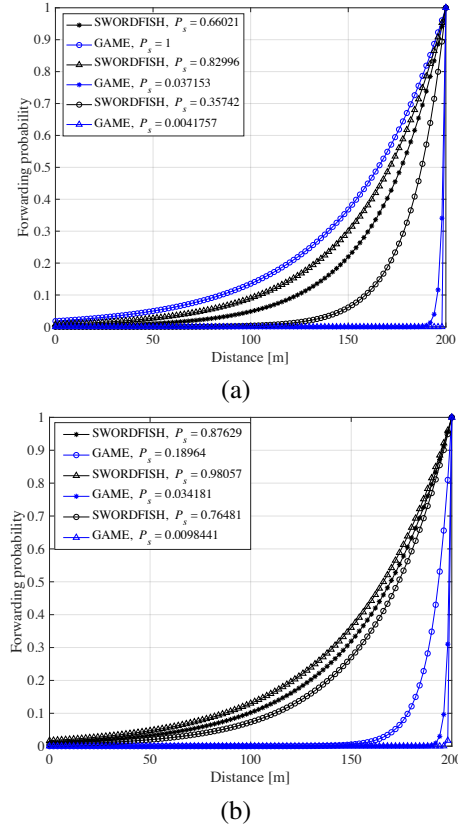 1
0.9
0.8
0.7
0.6
0.5
0.4
0.3
0.2
0.1
0
Forwarding probability
SWORDFISH, P_s = 0.66021
GAME, P_s = 1
SWORDFISH, P_s = 0.82996
GAME, P_s = 0.037153
SWORDFISH, P_s = 0.35742
GAME, P_s = 0.0041757
0 50 100 150 200
Distance [m]
(a)
1
0.9
0.8
0.7
0.6
0.5
0.4
0.3
0.2
0.1
0
Forwarding probability
SWORDFISH, P_s = 0.87629
GAME, P_s = 0.18964
SWORDFISH, P_s = 0.98057
GAME, P_s = 0.034181
SWORDFISH, P_s = 0.76481
GAME, P_s = 0.0098441
0 50 100 150 200
Distance [m]
(b)